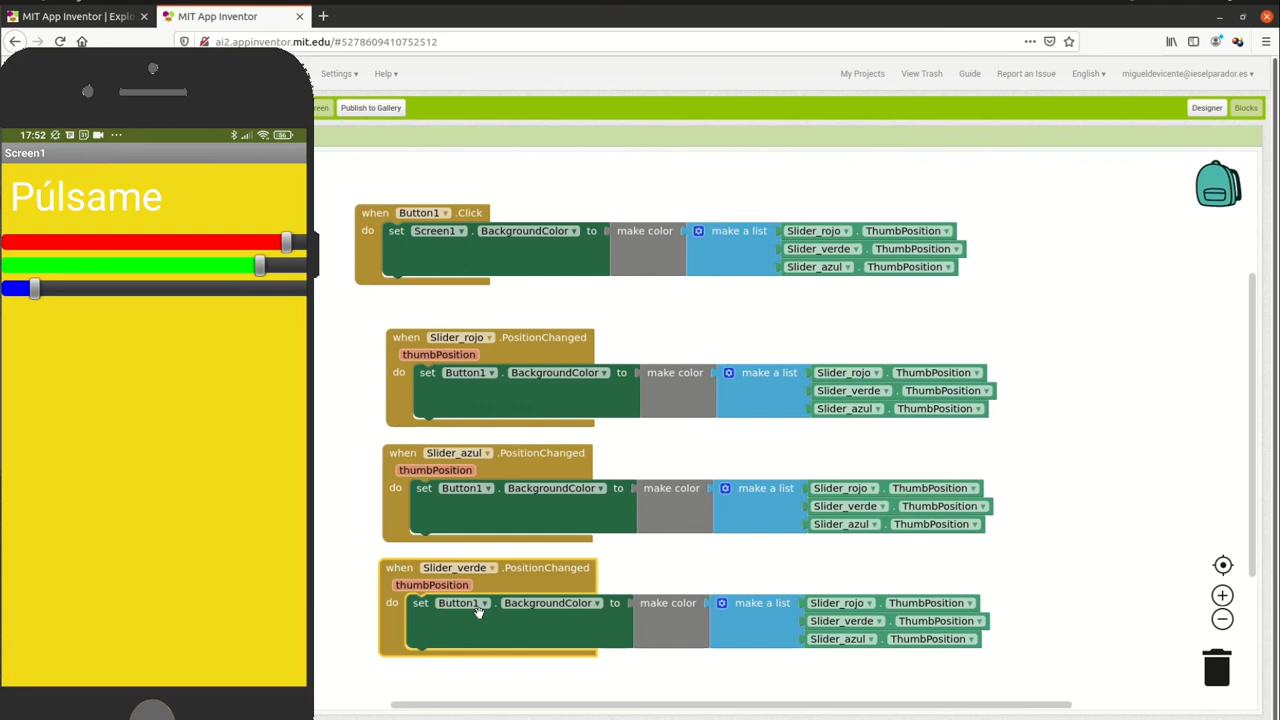 MIT App Inventor | Explo
MIT App Inventor
ai2.appinventor.mit.edu/#5278609410752512
Settings Help My Projects View Trash Guide Report an Issue English migueldevicente@ieselparador.es
Publish to Gallery Designer Blocks
17:52
Screen1
Púlsame
when Button1 .Click
do set Screen1 . BackgroundColor to make color make a list Slider_rojo . ThumbPosition
Slider_verde . ThumbPosition
Slider_azul . ThumbPosition
when Slider_rojo .PositionChanged
thumbPosition
do set Button1 . BackgroundColor to make color make a list Slider_rojo . ThumbPosition
Slider_verde . ThumbPosition
Slider_azul . ThumbPosition
when Slider_azul .PositionChanged
thumbPosition
do set Button1 . BackgroundColor to make color make a list Slider_rojo . ThumbPosition
Slider_verde . ThumbPosition
Slider_azul . ThumbPosition
when Slider_verde .PositionChanged
thumbPosition
do set Button1 . BackgroundColor to make color make a list Slider_rojo . ThumbPosition
Slider_verde . ThumbPosition
Slider_azul . ThumbPosition